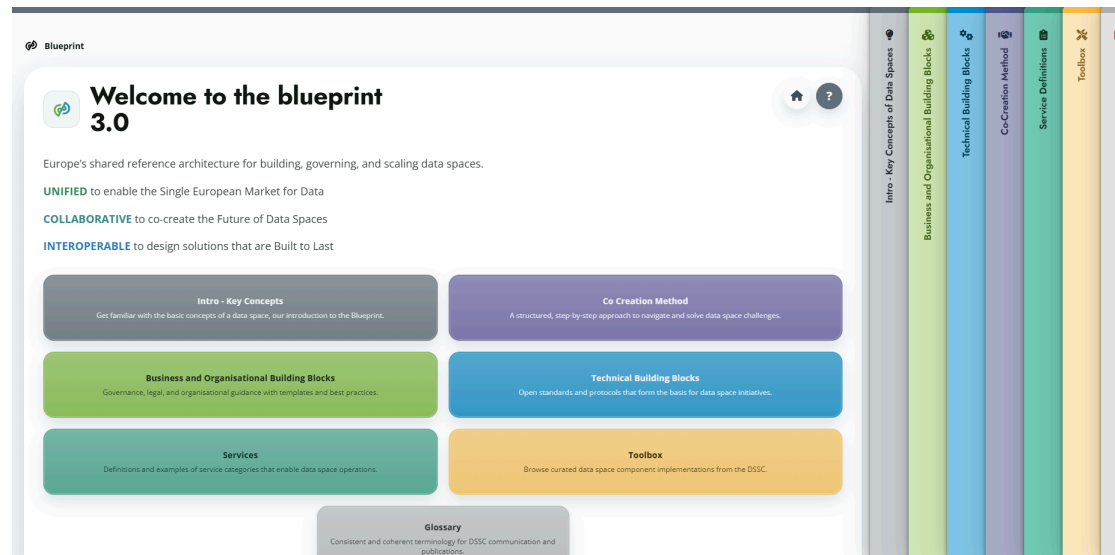 Blueprint
Welcome to the blueprint
3.0
?
Europe's shared reference architecture for building, governing, and scaling data spaces.
UNIFIED to enable the Single European Market for Data
COLLABORATIVE to co-create the Future of Data Spaces
INTEROPERABLE to design solutions that are Built to Last
Intro - Key Concepts
Get familiar with the basic concepts of a data space, our introduction to the Blueprint.
Co Creation Method
A structured, step-by-step approach to navigate and solve data space challenges.
Business and Organisational Building Blocks
Governance, legal, and organisational guidance with templates and best practices.
Technical Building Blocks
Open standards and protocols that form the basis for data space initiatives.
Services
Definitions and examples of service categories that enable data space operations.
Toolbox
Browse curated data space component implementations from the DSSC.
Glossary
Consistent and coherent terminology for DSSC communication and
publications.
Intro - Key Concepts of Data Spaces
Business and Organisational Building Blocks
Technical Building Blocks
Co-Creation Method
Service Definitions
Toolbox